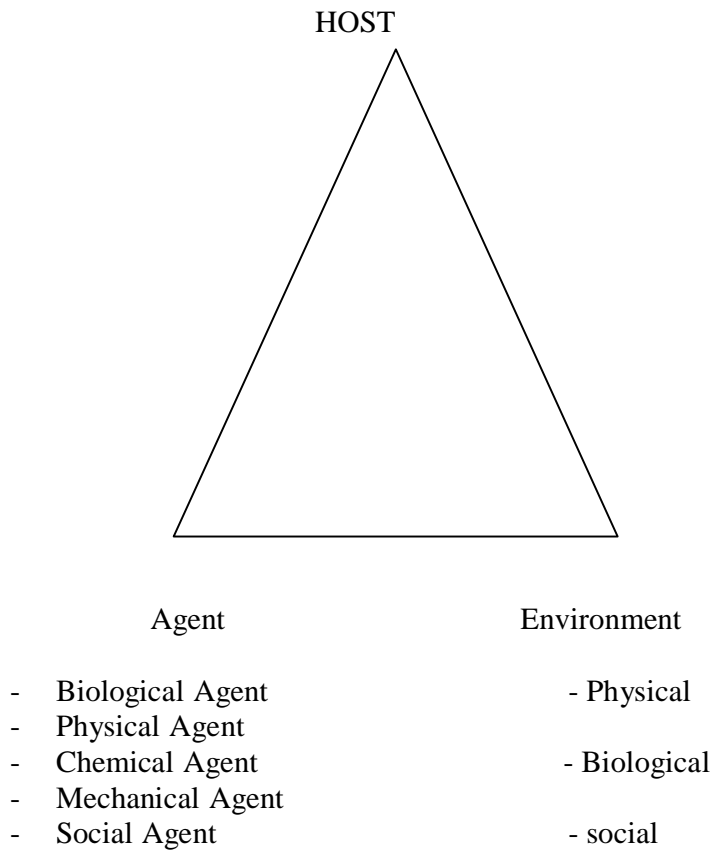 HOST
Agent Environment
- Biological Agent - Physical
- Physical Agent
- Chemical Agent - Biological
- Mechanical Agent
- Social Agent - social